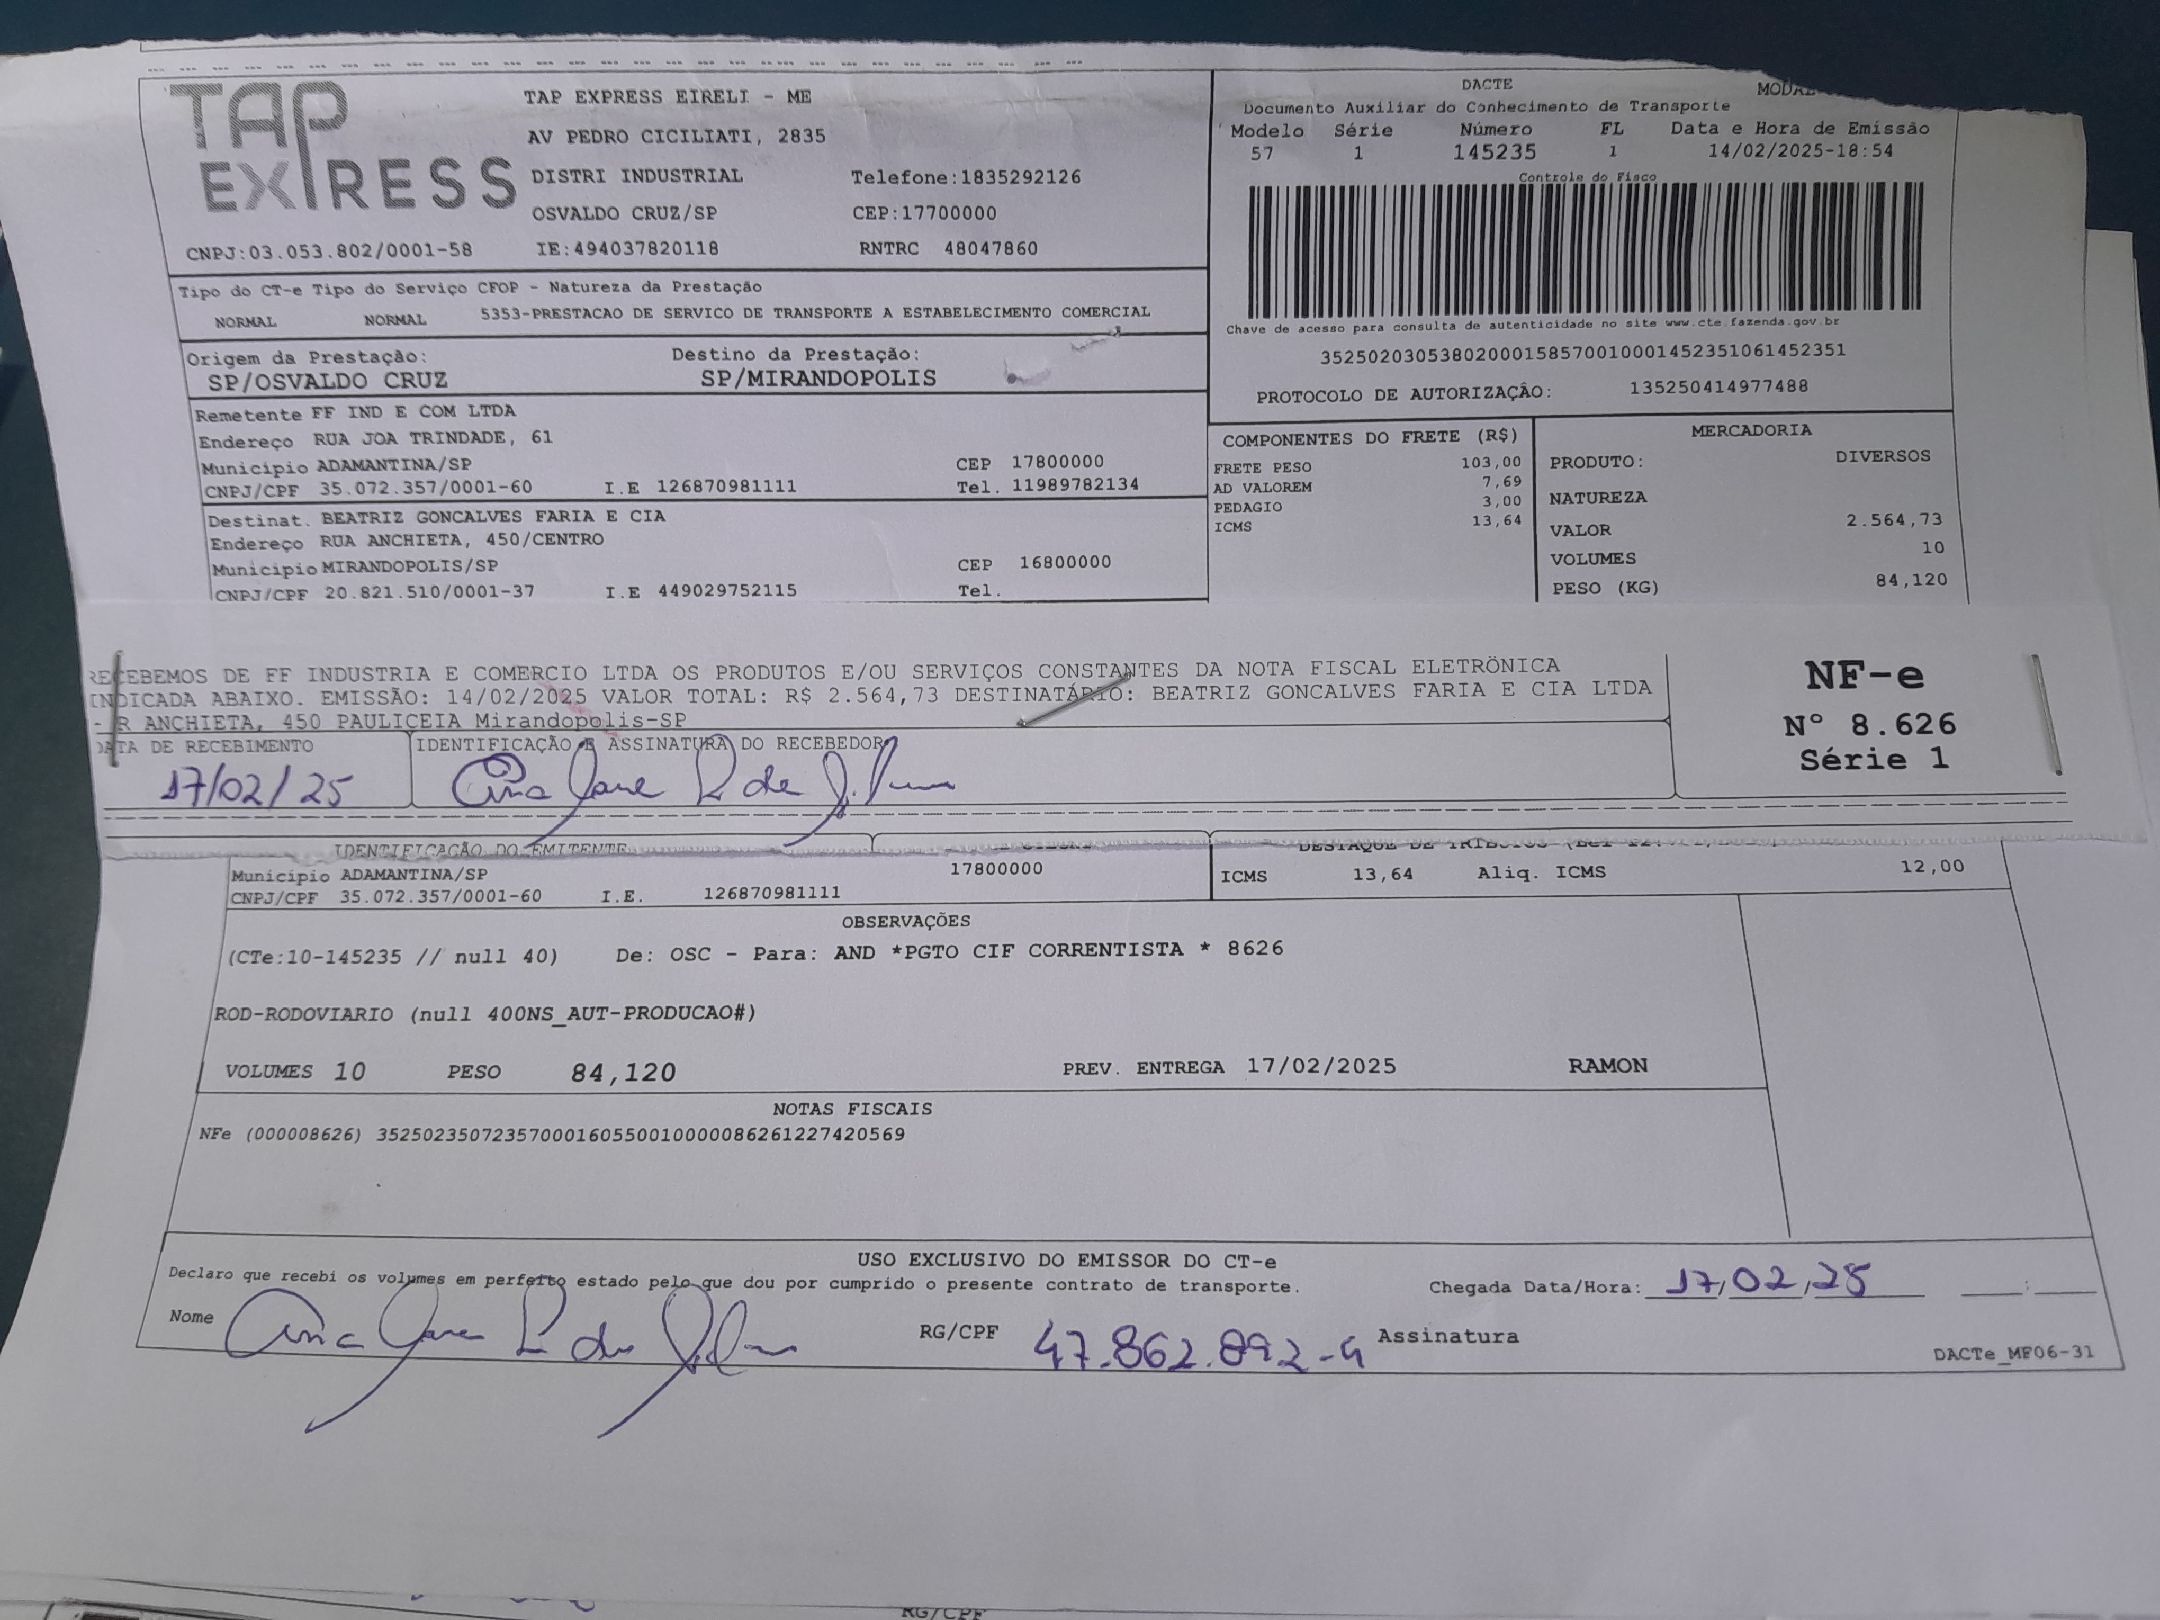 TAP EXPRESS
TAP EXPRESS EIRELI - ME
AV PEDRO CICILIATI, 2835
DISTRI INDUSTRIAL Telefone:1835292126
OSVALDO CRUZ/SP CEP:17700000
CNPJ:03.053.802/0001-58 IE:494037820118 RNTRC 48047860
DACTE
Documento Auxiliar do Conhecimento de Transporte
Modelo Série Número FL Data e Hora de Emissão
57 1 145235 1 14/02/2025-18:54
Controle do Fisco
Chave de acesso para consulta de autenticidade no site www.cte.fazenda.gov.br
35250203053802000158570010001452351061452351
PROTOCOLO DE AUTORIZAÇÃO: 135250414977488
Tipo do CT-e Tipo do Serviço CFOP - Natureza da Prestação
NORMAL NORMAL 5353-PRESTACAO DE SERVICO DE TRANSPORTE A ESTABELECIMENTO COMERCIAL
Origem da Prestação: Destino da Prestação:
SP/OSVALDO CRUZ SP/MIRANDOPOLIS
Remetente FF IND E COM LTDA
Endereço RUA JOA TRINDADE, 61
Município ADAMANTINA/SP CEP 17800000
CNPJ/CPF 35.072.357/0001-60 I.E 126870981111 Tel. 11989782134
Destinat. BEATRIZ GONCALVES FARIA E CIA
Endereço RUA ANCHIETA, 450/CENTRO
Município MIRANDOPOLIS/SP CEP 16800000
CNPJ/CPF 20.821.510/0001-37 I.E 449029752115 Tel.
COMPONENTES DO FRETE (R$)
FRETE PESO 103,00
AD VALOREM 7,69
PEDAGIO 3,00
ICMS 13,64
MERCADORIA
PRODUTO: DIVERSOS
NATUREZA
VALOR 2.564,73
VOLUMES 10
PESO (KG) 84,120
RECEBEMOS DE FF INDUSTRIA E COMERCIO LTDA OS PRODUTOS E/OU SERVIÇOS CONSTANTES DA NOTA FISCAL ELETRÔNICA
INDICADA ABAIXO. EMISSÃO: 14/02/2025 VALOR TOTAL: R$ 2.564,73 DESTINATÁRIO: BEATRIZ GONCALVES FARIA E CIA LTDA
- R ANCHIETA, 450 PAULICEIA Mirandopolis-SP
DATA DE RECEBIMENTO IDENTIFICAÇÃO E ASSINATURA DO RECEBEDOR
17/02/25
NF-e
Nº 8.626
Série 1
IDENTIFICAÇÃO DO EMITENTE
Município ADAMANTINA/SP 17800000
CNPJ/CPF 35.072.357/0001-60 I.E. 126870981111
ICMS 13,64 Aliq. ICMS 12,00
OBSERVAÇÕES
(CTe:10-145235 // null 40) De: OSC - Para: AND *PGTO CIF CORRENTISTA * 8626
ROD-RODOVIARIO (null 400NS_AUT-PRODUCAO#)
VOLUMES 10 PESO 84,120 PREV. ENTREGA 17/02/2025 RAMON
NOTAS FISCAIS
NFe (000008626) 35250235072357000160550010000086261227420569
USO EXCLUSIVO DO EMISSOR DO CT-e
Declaro que recebi os volumes em perfeito estado pelo que dou por cumprido o presente contrato de transporte.
Chegada Data/Hora: 17/02/25
Nome RG/CPF 47.862.892-4 Assinatura
DACTe_MF06-31
RG/CPF